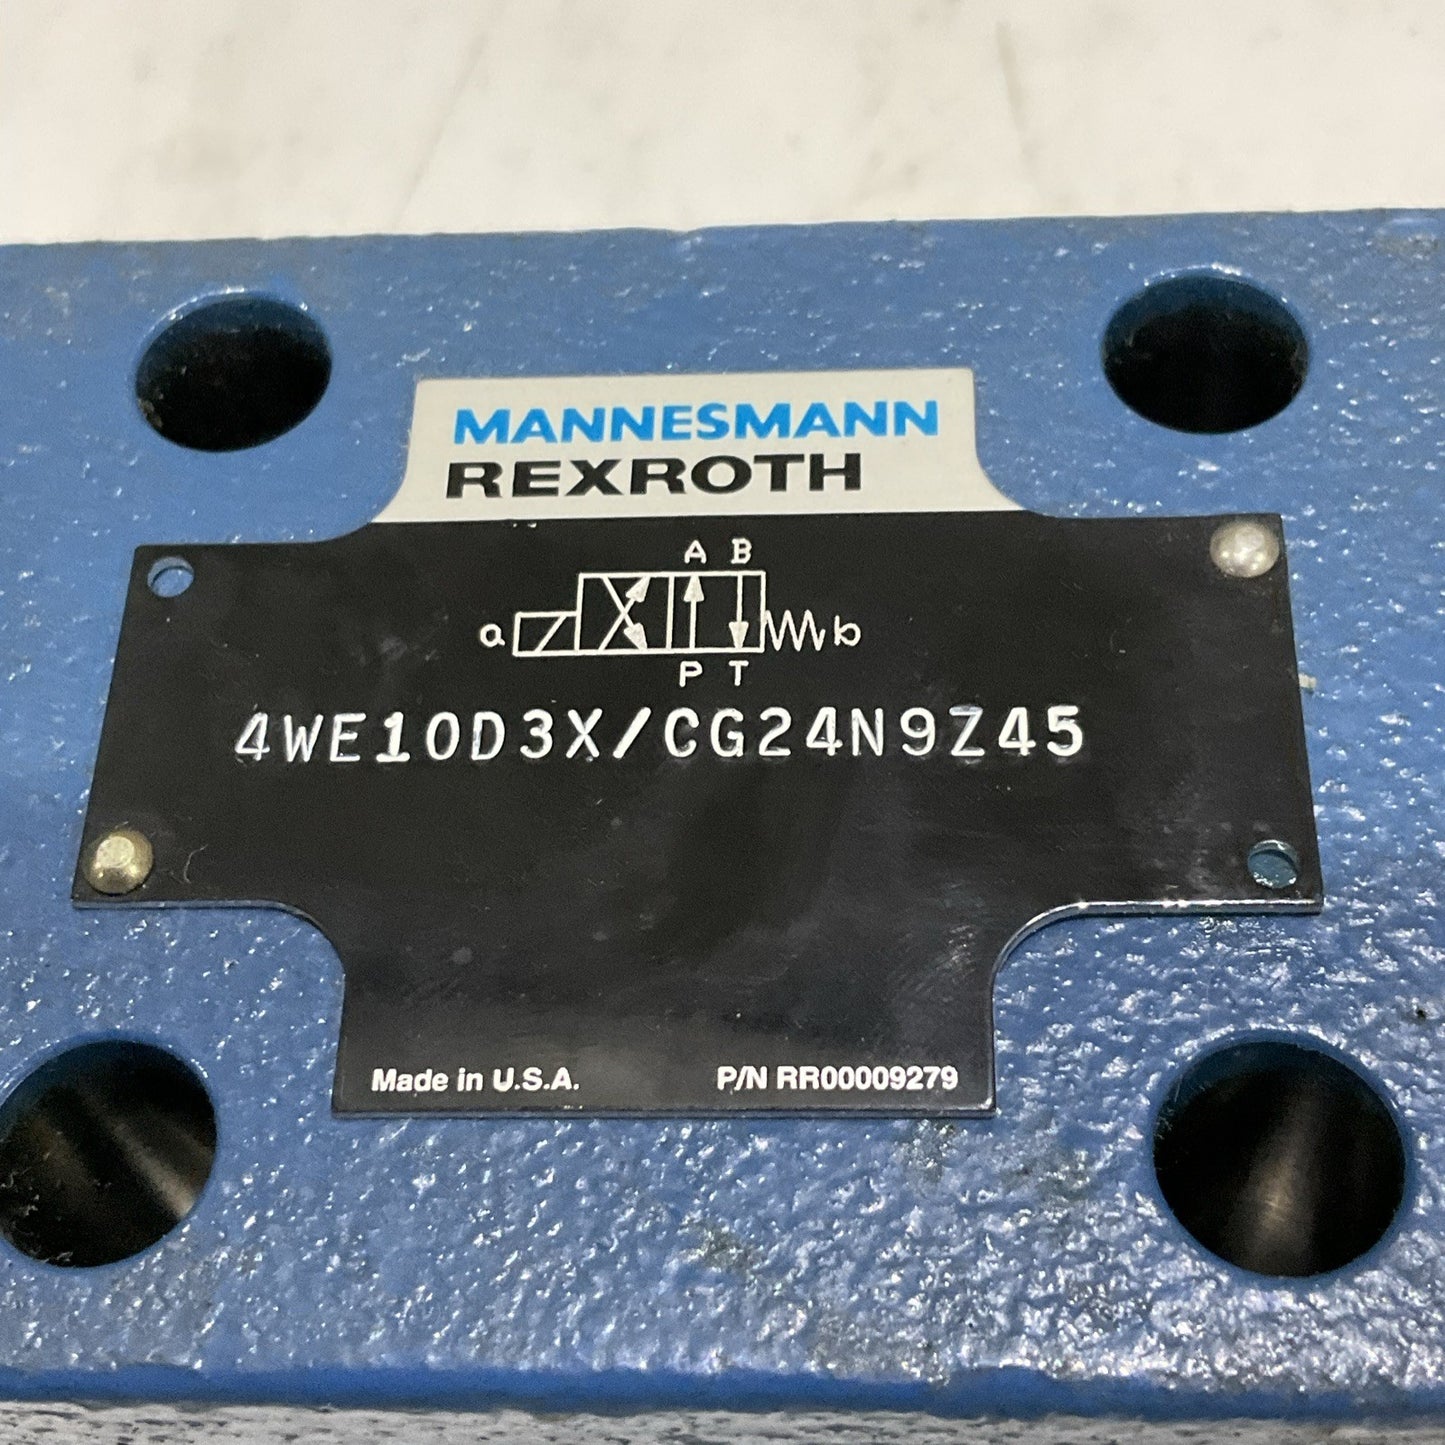 MANNESMANN
REXROTH
A B
a b
P T
4WE10D3X/CG24N9Z45
Made in U.S.A. P/N RR00009279